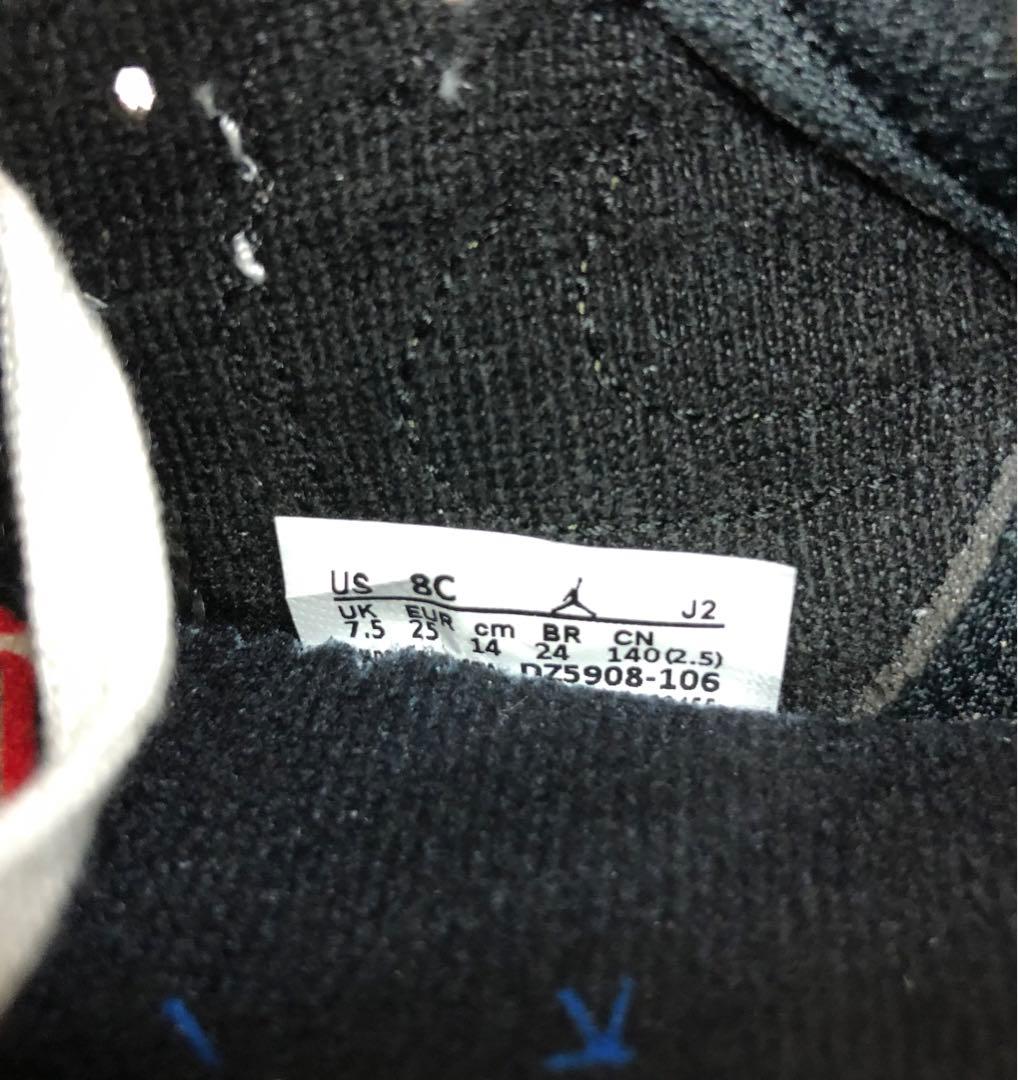 US 8C J2
UK EUR cm BR CN
7.5 25 14 24 140(2.5)
DZ5908-106